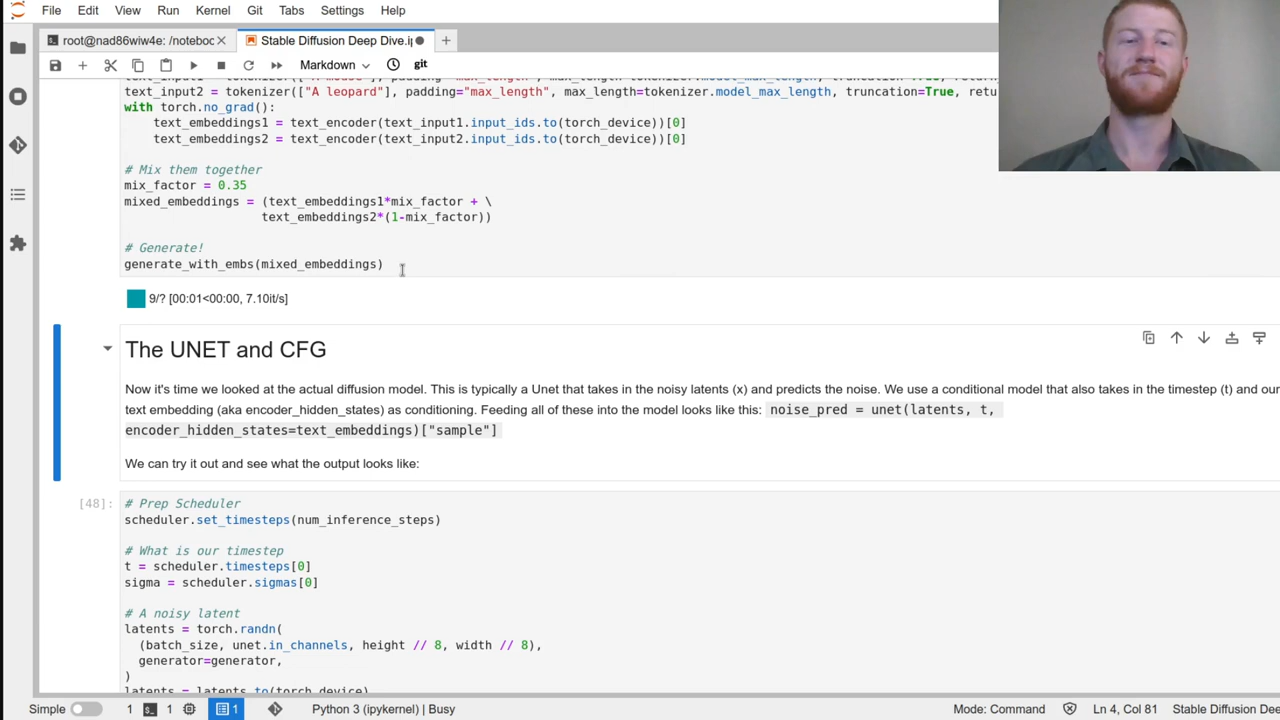 File Edit View Run Kernel Git Tabs Settings Help
root@nad86wiw4e: /noteboc
Stable Diffusion Deep Dive.i
Markdown
git
text_input2 = tokenizer(["A leopard"], padding="max_length", max_length=tokenizer.model_max_length, truncation=True, retu
with torch.no_grad():
text_embeddings1 = text_encoder(text_input1.input_ids.to(torch_device))[0]
text_embeddings2 = text_encoder(text_input2.input_ids.to(torch_device))[0]
# Mix them together
mix_factor = 0.35
mixed_embeddings = (text_embeddings1*mix_factor + \
text_embeddings2*(1-mix_factor))
# Generate!
generate_with_embs(mixed_embeddings)
9/? [00:01<00:00, 7.10it/s]
The UNET and CFG
Now it's time we looked at the actual diffusion model. This is typically a Unet that takes in the noisy latents (x) and predicts the noise. We use a conditional model that also takes in the timestep (t) and our
text embedding (aka encoder_hidden_states) as conditioning. Feeding all of these into the model looks like this: noise_pred = unet(latents, t,
encoder_hidden_states=text_embeddings)["sample"]
We can try it out and see what the output looks like:
[48]:
# Prep Scheduler
scheduler.set_timesteps(num_inference_steps)
# What is our timestep
t = scheduler.timesteps[0]
sigma = scheduler.sigmas[0]
# A noisy latent
latents = torch.randn(
(batch_size, unet.in_channels, height // 8, width // 8),
generator=generator,
)
latents = latents.to(torch_device)
Simple 1 1 1 Python 3 (ipykernel) | Busy Mode: Command Ln 4, Col 81 Stable Diffusion Dee